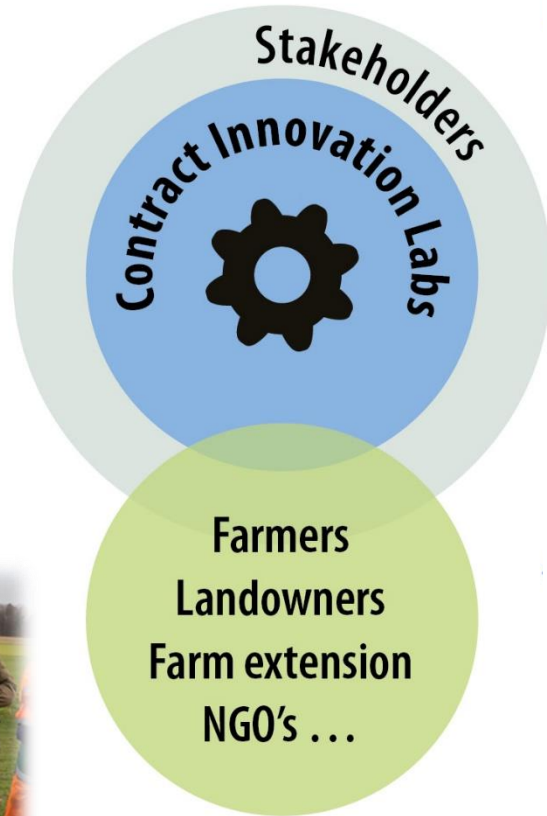 Stakeholders
Contract Innovation Labs
Farmers
Landowners
Farm extension
NGO's ...